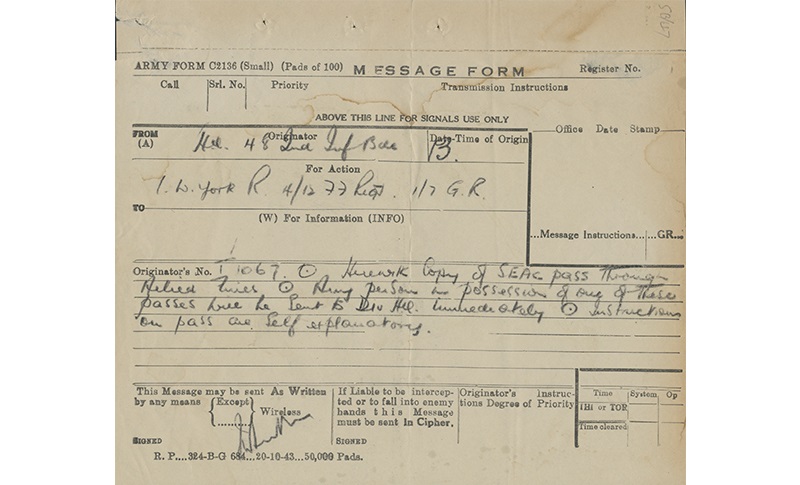 ARMY FORM C2136 (Small) (Pads of 100) MESSAGE FORM Register No.
Call Srl. No. Priority Transmission Instructions
ABOVE THIS LINE FOR SIGNALS USE ONLY
FROM (A) Originator Date-Time of Origin Office Date Stamp
48 Ind Inf Bde 13.
For Action
1. W. York R. 4/12 FF Regt. 1/7 G.R.
TO
(W) For Information (INFO)
Message Instructions... GR...
Originator's No. T 1067. ⊙ Herewith Copy of SEAC pass through
Allied lines ⊙ Any person in possession of one of these
passes will be sent to Div HQ. immediately ⊙ instructions
on pass are self explanatory.
This Message may be sent As Written
by any means {Except} Wireless
If Liable to be intercep-
ted or to fall into enemy
hands this Message
must be sent in Cipher.
Originator's Instruc-
tions Degree of Priority
Time System Op
THI or TOR
Time cleared
SIGNED SIGNED
R. P....324-B-G 684...20-10-43...50,000 Pads.